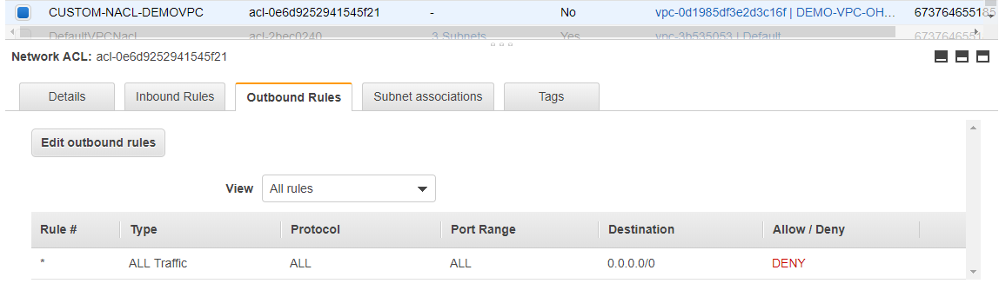 CUSTOM-NACL-DEMOVPC acl-0e6d9252941545f21 - No vpc-0d1985df3e2d3c16f | DEMO-VPC-OH... 673764655185
DefaultVPCNacl acl-2bec0240 3 Subnets Yes vpc-3b535053 | Default 6737646551
Network ACL: acl-0e6d9252941545f21
Details Inbound Rules Outbound Rules Subnet associations Tags
Edit outbound rules
View All rules
Rule # Type Protocol Port Range Destination Allow / Deny
* ALL Traffic ALL ALL 0.0.0.0/0 DENY